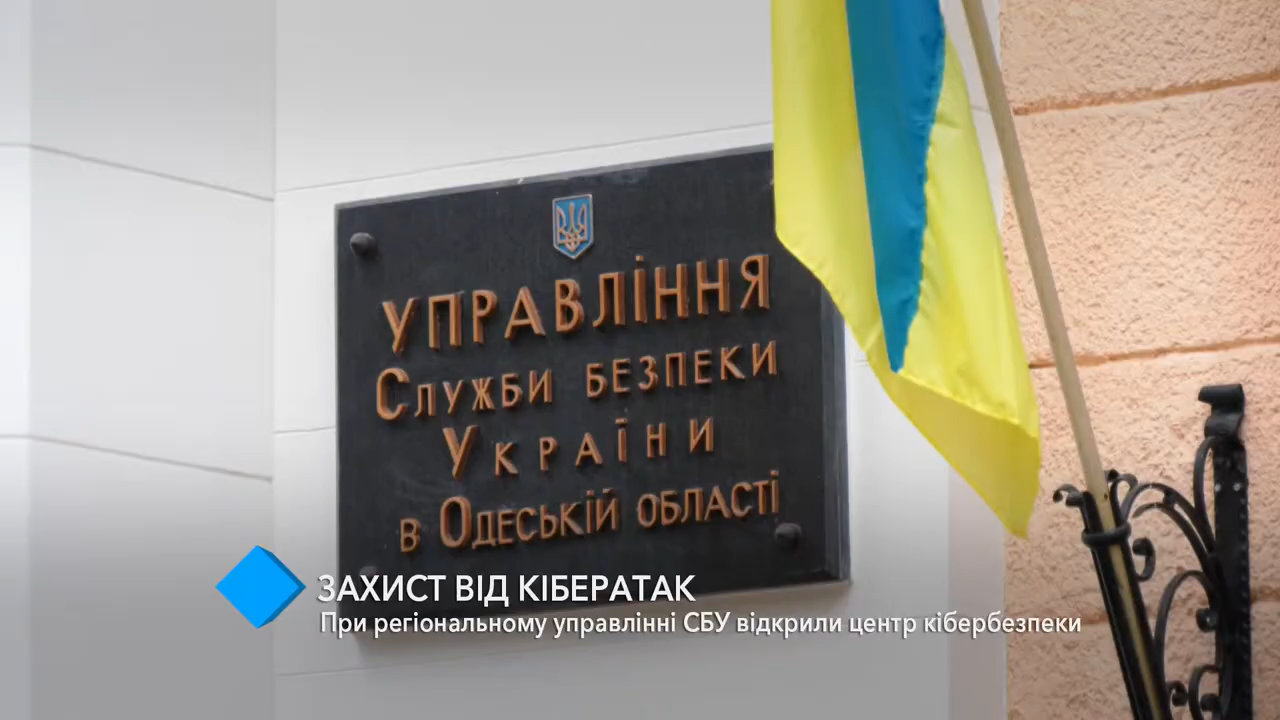 УПРАВЛІННЯ
СЛУЖБИ БЕЗПЕКИ
УКРАЇНИ
в ОДЕСЬКІЙ ОБЛАСТІ
ЗАХИСТ ВІД КІБЕРАТАК
При регіональному управлінні СБУ відкрили центр кібербезпеки